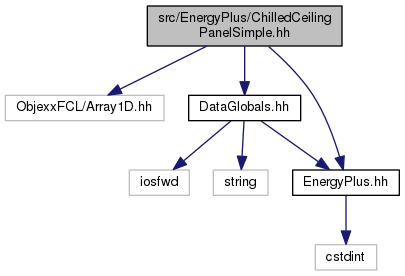 src/EnergyPlus/ChilledCeiling
PanelSimple.hh
ObjexxFCL/Array1D.hh
DataGlobals.hh
iosfwd
string
EnergyPlus.hh
cstdint